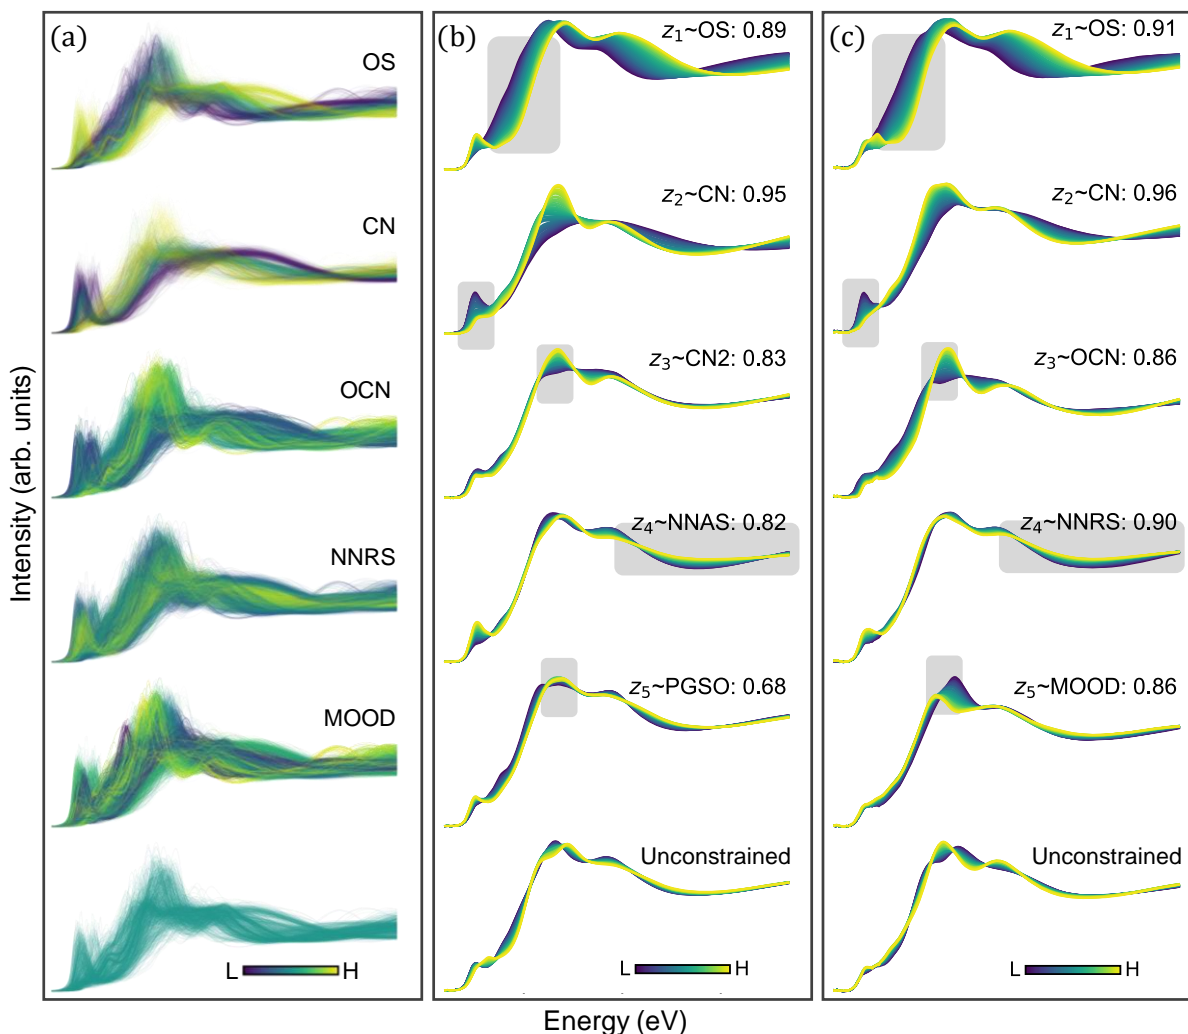 (a)
OS
CN
OCN
NNRS
MOOD
L H
(b)
z₁~OS: 0.89
z₂~CN: 0.95
z₃~CN2: 0.83
z₄~NNAS: 0.82
z₅~PGSO: 0.68
Unconstrained
L H
(c)
z₁~OS: 0.91
z₂~CN: 0.96
z₃~OCN: 0.86
z₄~NNRS: 0.90
z₅~MOOD: 0.86
Unconstrained
L H
Intensity (arb. units)
Energy (eV)